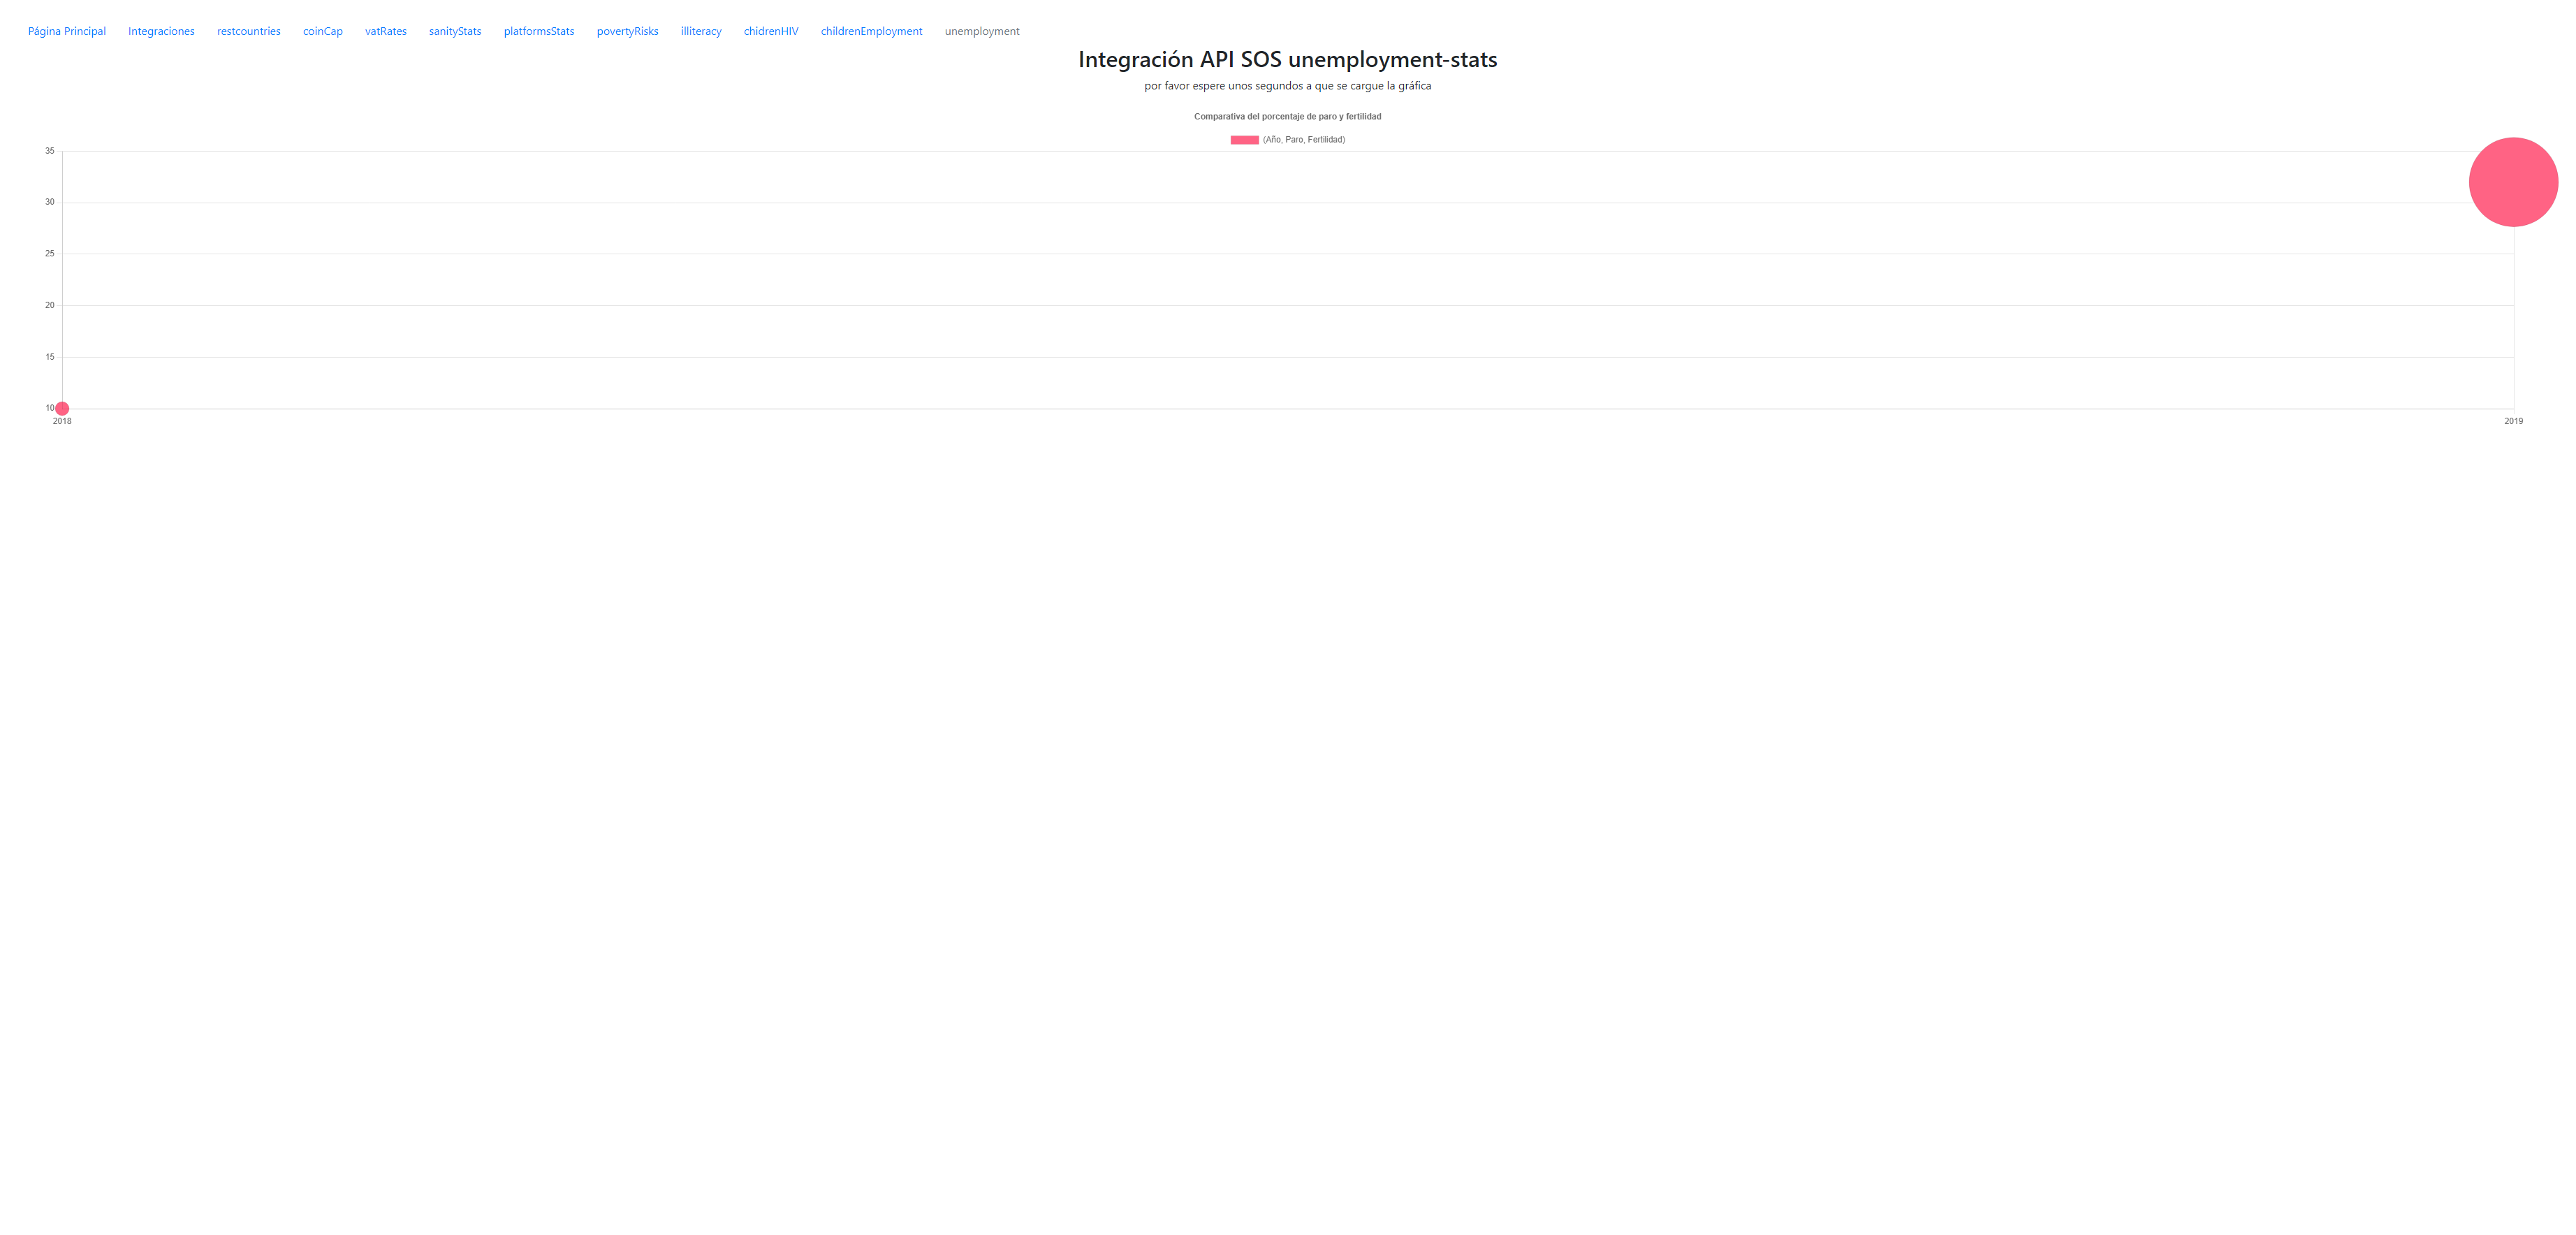 Página Principal Integraciones restcountries coinCap vatRates sanityStats platformsStats povertyRisks illiteracy chidrenHIV childrenEmployment unemployment
Integración API SOS unemployment-stats
por favor espere unos segundos a que se cargue la gráfica
Comparativa del porcentaje de paro y fertilidad
(Año, Paro, Fertilidad)
35
30
25
20
15
10
2018 2019